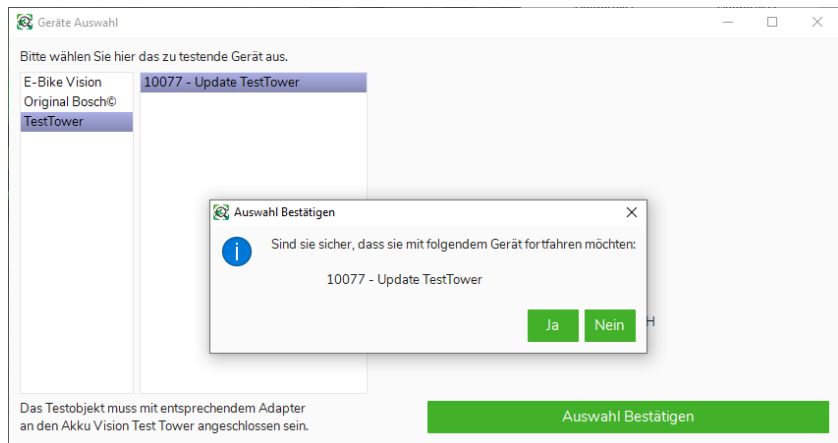 Geräte Auswahl
Bitte wählen Sie hier das zu testende Gerät aus.
E-Bike Vision
Original Bosch©
TestTower
10077 - Update TestTower
Auswahl Bestätigen
Sind sie sicher, dass sie mit folgendem Gerät fortfahren möchten:
10077 - Update TestTower
Ja
Nein
H
Das Testobjekt muss mit entsprechendem Adapter
an den Akku Vision Test Tower angeschlossen sein.
Auswahl Bestätigen